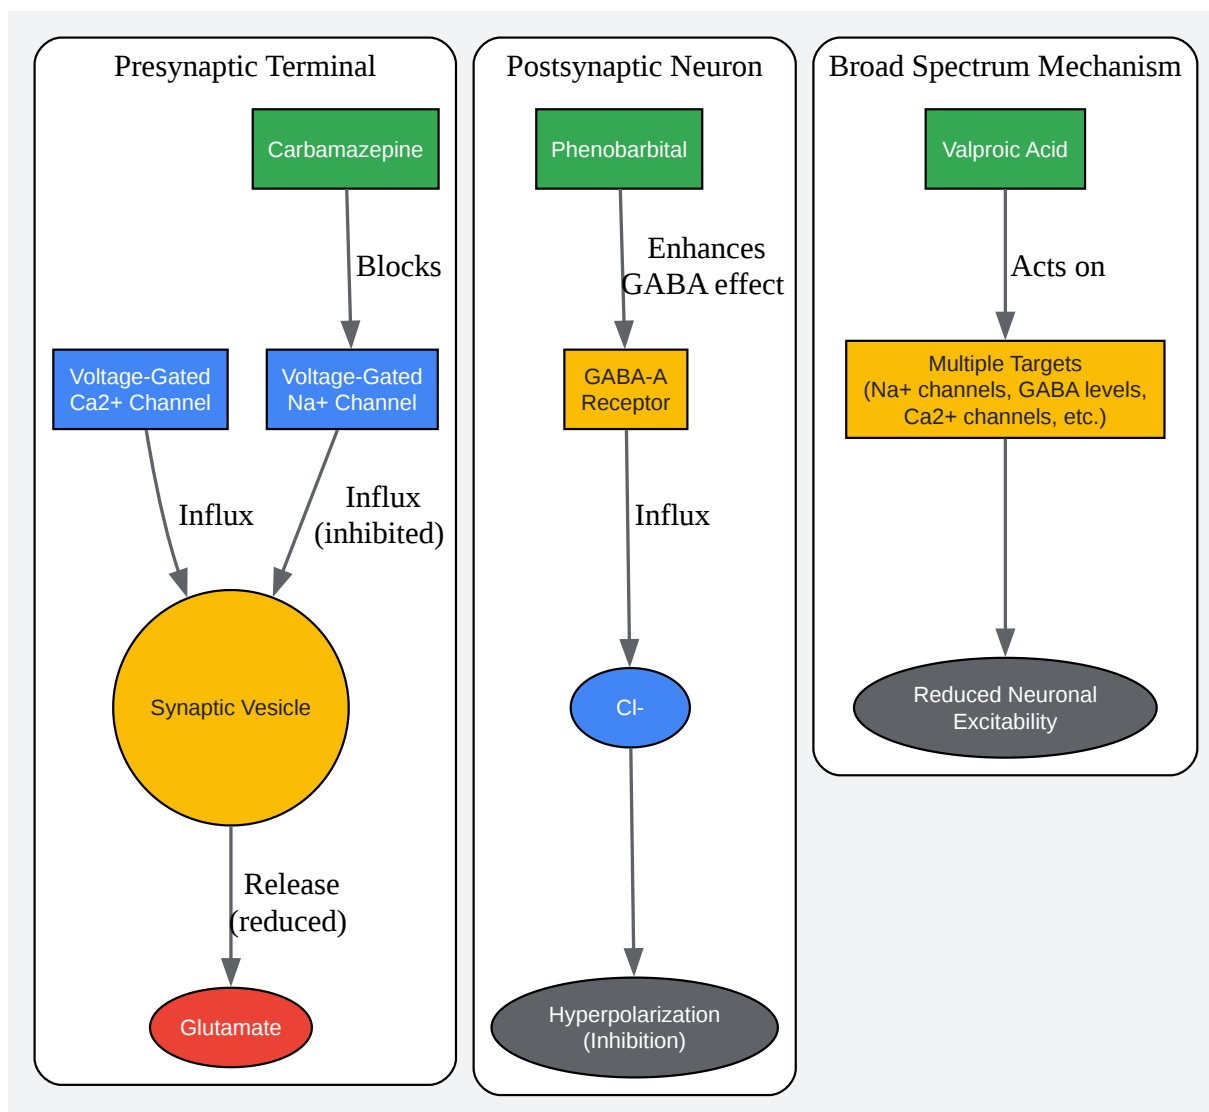 Presynaptic Terminal
Carbamazepine
Blocks
Voltage-Gated
Ca2+ Channel
Voltage-Gated
Na+ Channel
Influx
Influx
(inhibited)
Synaptic Vesicle
Release
(reduced)
Glutamate
Postsynaptic Neuron
Phenobarbital
Enhances
GABA effect
GABA-A
Receptor
Influx
Cl-
Hyperpolarization
(Inhibition)
Broad Spectrum Mechanism
Valproic Acid
Acts on
Multiple Targets
(Na+ channels, GABA levels,
Ca2+ channels, etc.)
Reduced Neuronal
Excitability